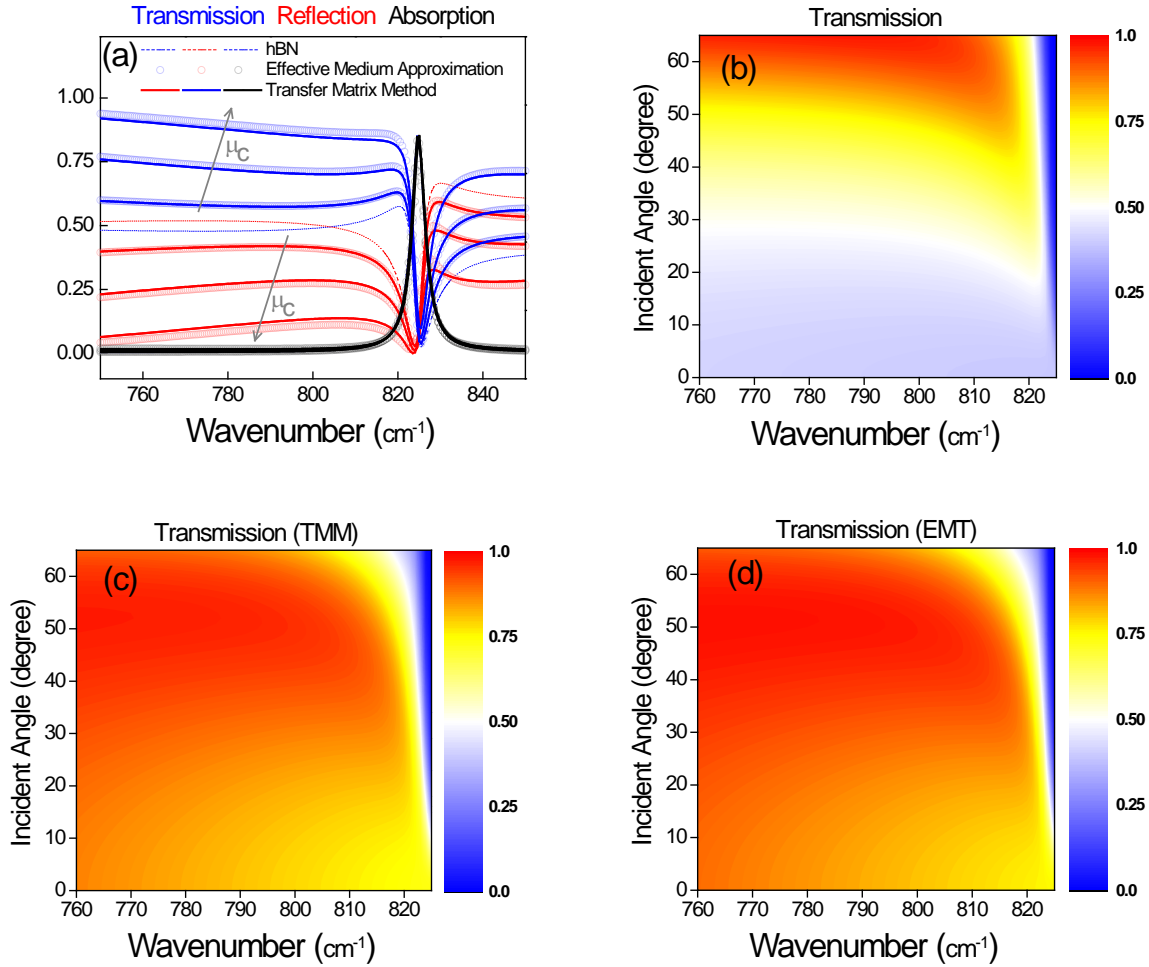 Transmission Reflection Absorption
(a)
hBN
Effective Medium Approximation
Transfer Matrix Method
1.00
0.75
0.50
0.25
0.00
μC
μC
760 780 800 820 840
Wavenumber (cm-1)
Transmission
(b)
Incident Angle (degree)
60
50
40
30
20
10
0
760 770 780 790 800 810 820
Wavenumber (cm-1)
1.0
0.75
0.50
0.25
0.0
Transmission (TMM)
(c)
Incident Angle (degree)
60
50
40
30
20
10
0
760 770 780 790 800 810 820
Wavenumber (cm-1)
1.0
0.75
0.50
0.25
0.0
Transmission (EMT)
(d)
Incident Angle (degree)
60
50
40
30
20
10
0
760 770 780 790 800 810 820
Wavenumber (cm-1)
1.0
0.75
0.50
0.25
0.0